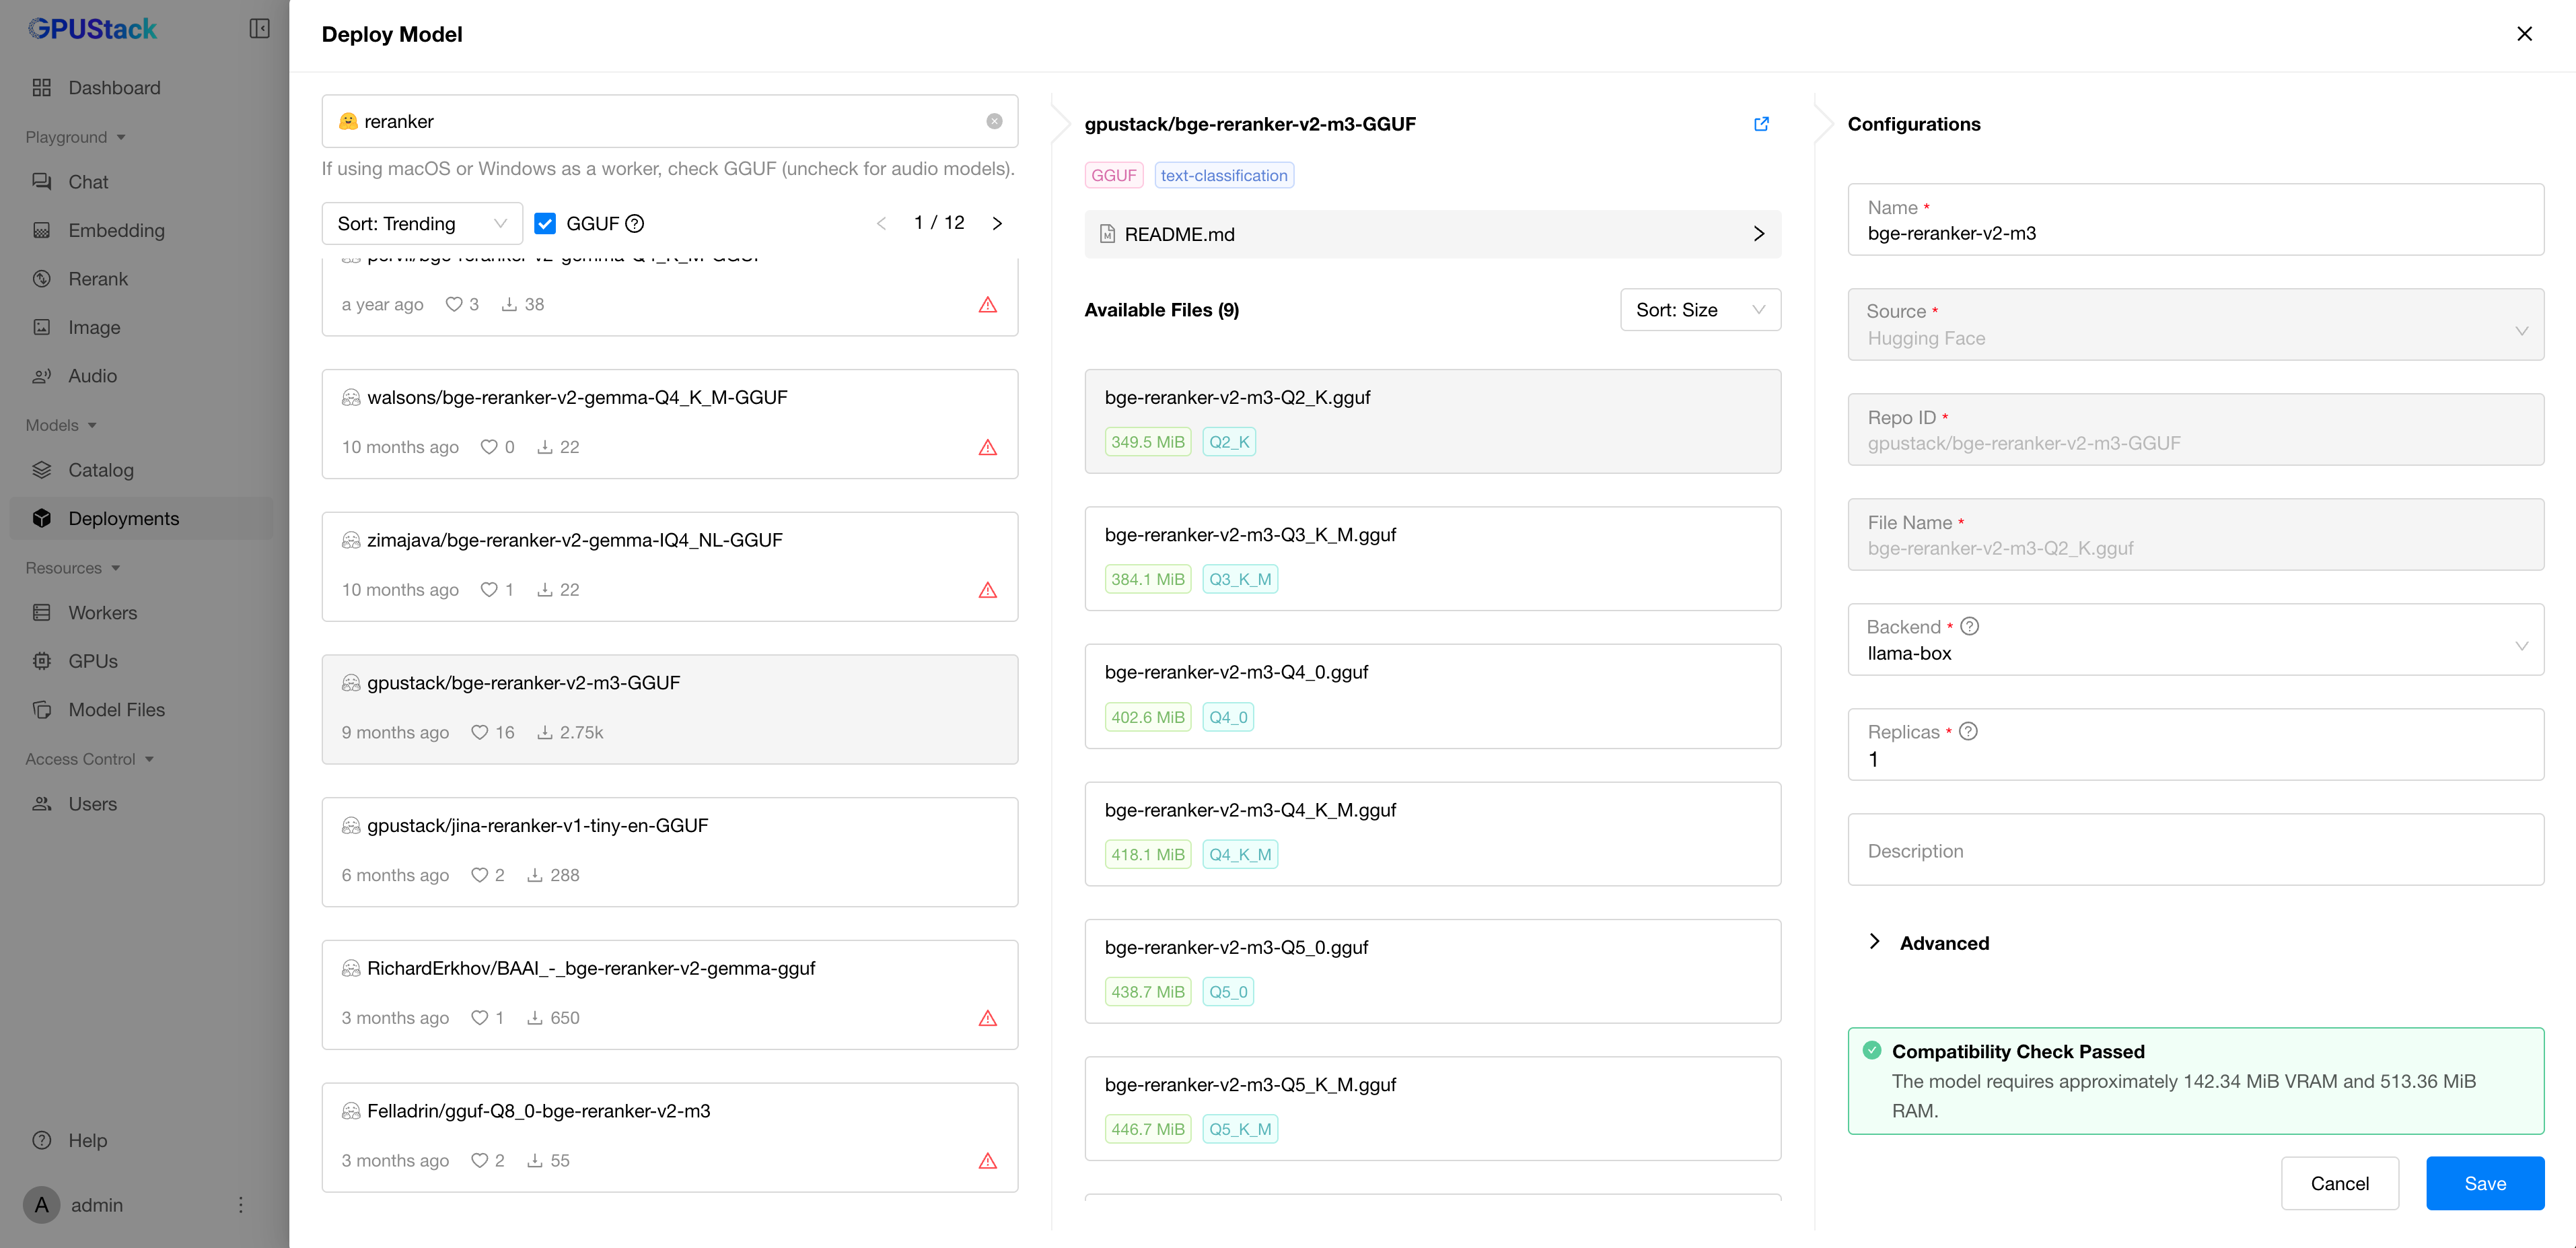 GPUStack
Dashboard
Playground
Chat
Embedding
Rerank
Image
Audio
Models
Catalog
Deployments
Resources
Workers
GPUs
Model Files
Access Control
Users
Help
A admin
Deploy Model
reranker
If using macOS or Windows as a worker, check GGUF (uncheck for audio models).
Sort: Trending GGUF 1 / 12
a year ago 3 38
walsons/bge-reranker-v2-gemma-Q4_K_M-GGUF
10 months ago 0 22
zimajava/bge-reranker-v2-gemma-IQ4_NL-GGUF
10 months ago 1 22
gpustack/bge-reranker-v2-m3-GGUF
9 months ago 16 2.75k
gpustack/jina-reranker-v1-tiny-en-GGUF
6 months ago 2 288
RichardErkhov/BAAI_-_bge-reranker-v2-gemma-gguf
3 months ago 1 650
Felladrin/gguf-Q8_0-bge-reranker-v2-m3
3 months ago 2 55
gpustack/bge-reranker-v2-m3-GGUF
GGUF text-classification
README.md
Available Files (9) Sort: Size
bge-reranker-v2-m3-Q2_K.gguf
349.5 MiB Q2_K
bge-reranker-v2-m3-Q3_K_M.gguf
384.1 MiB Q3_K_M
bge-reranker-v2-m3-Q4_0.gguf
402.6 MiB Q4_0
bge-reranker-v2-m3-Q4_K_M.gguf
418.1 MiB Q4_K_M
bge-reranker-v2-m3-Q5_0.gguf
438.7 MiB Q5_0
bge-reranker-v2-m3-Q5_K_M.gguf
446.7 MiB Q5_K_M
Configurations
Name *
bge-reranker-v2-m3
Source *
Hugging Face
Repo ID *
gpustack/bge-reranker-v2-m3-GGUF
File Name *
bge-reranker-v2-m3-Q2_K.gguf
Backend *
llama-box
Replicas *
1
Description
Advanced
Compatibility Check Passed
The model requires approximately 142.34 MiB VRAM and 513.36 MiB
RAM.
Cancel Save